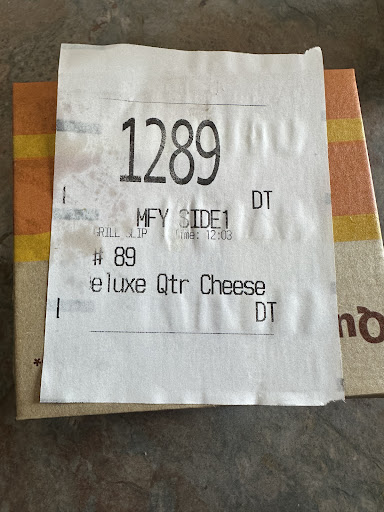 1289
DT
MFY SIDE1
GRILL SLIP Time: 12:03
# 89
eluxe Qtr Cheese
DT
*